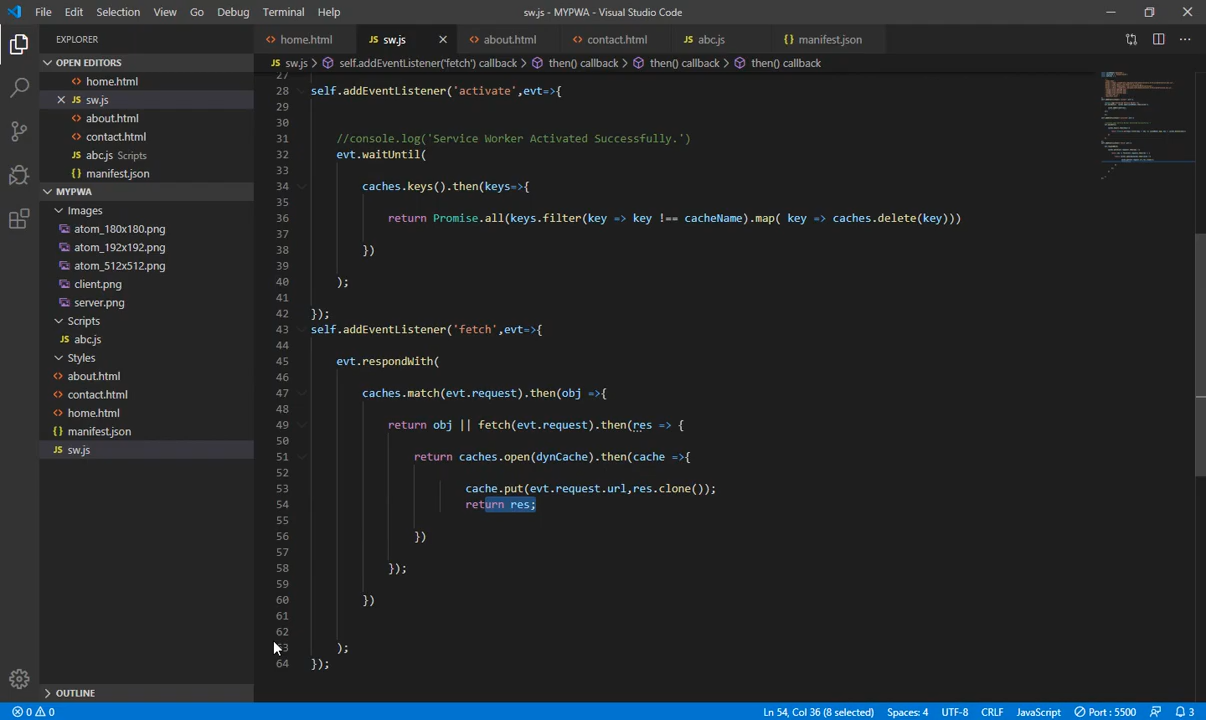 File Edit Selection View Go Debug Terminal Help
sw.js - MYPWA - Visual Studio Code
EXPLORER
OPEN EDITORS
home.html
sw.js
about.html
contact.html
abc.js Scripts
manifest.json
MYPWA
Images
atom_180x180.png
atom_192x192.png
atom_512x512.png
client.png
server.png
Scripts
JS abc.js
Styles
about.html
contact.html
home.html
manifest.json
JS sw.js
OUTLINE
home.html JS sw.js about.html contact.html JS abc.js manifest.json
JS sw.js > self.addEventListener('fetch') callback > then() callback > then() callback > then() callback
27
28 self.addEventListener('activate',evt=>{
29
30
31 //console.log('Service Worker Activated Successfully.')
32 evt.waitUntil(
33
34 caches.keys().then(keys=>{
35
36 return Promise.all(keys.filter(key => key !== cacheName).map( key => caches.delete(key)))
37
38 })
39
40 );
41
42 });
43 self.addEventListener('fetch',evt=>{
44
45 evt.respondWith(
46
47 caches.match(evt.request).then(obj =>{
48
49 return obj || fetch(evt.request).then(res => {
50
51 return caches.open(dynCache).then(cache =>{
52
53 cache.put(evt.request.url,res.clone());
54 return res;
55
56 })
57
58 });
59
60 })
61
62
63 );
64 });
0 0
Ln 54, Col 36 (8 selected) Spaces: 4 UTF-8 CRLF JavaScript Port : 5500 3